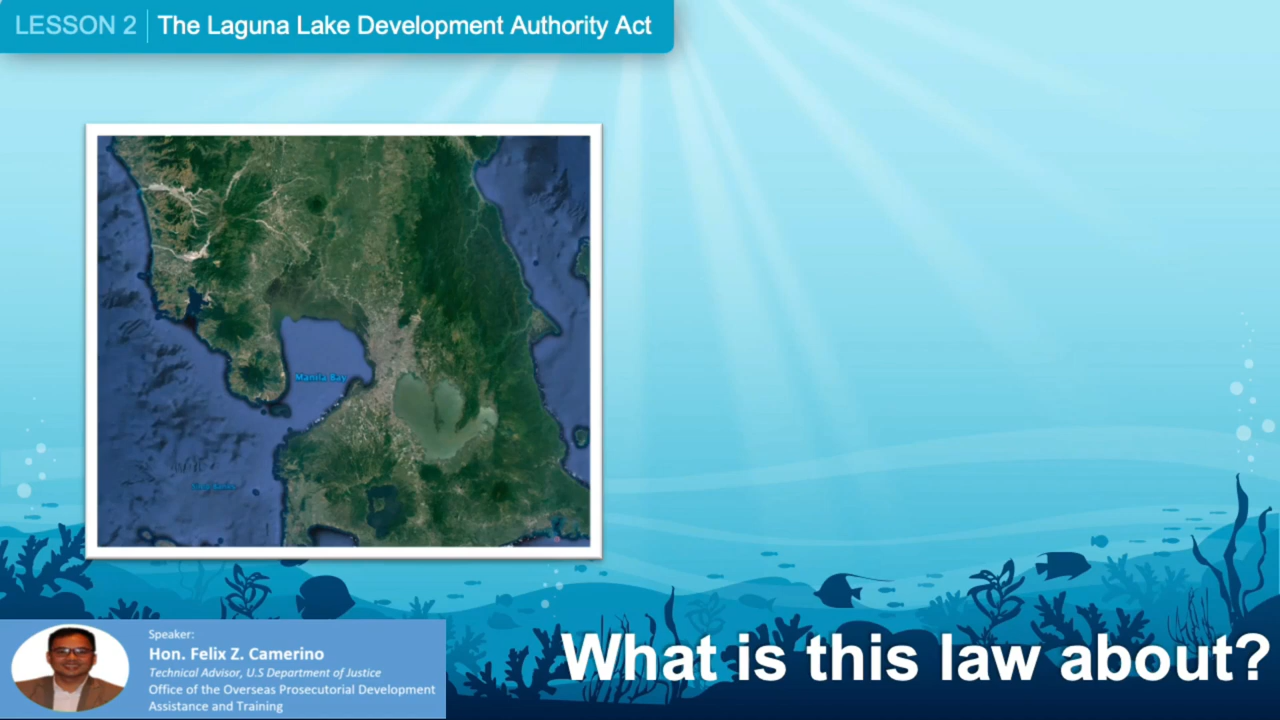 LESSON 2 The Laguna Lake Development Authority Act
Manila Bay
Speaker:
Hon. Felix Z. Camerino
Technical Advisor, U.S Department of Justice
Office of the Overseas Prosecutorial Development
Assistance and Training
What is this law about?